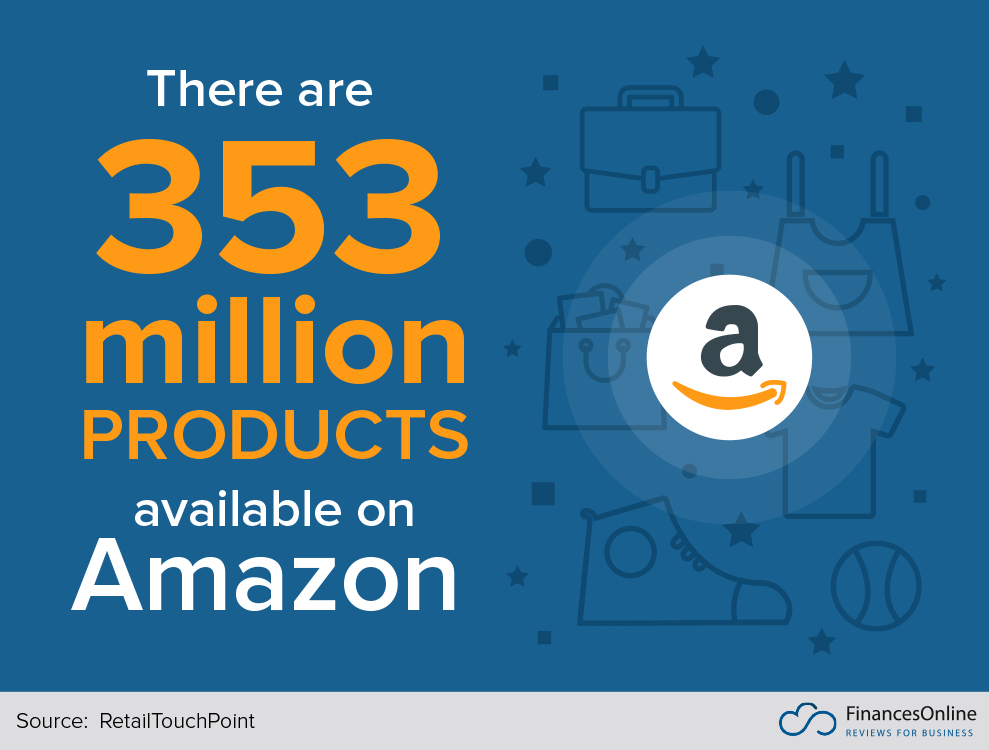 There are
353
million
PRODUCTS
available on
Amazon
a
Source: RetailTouchPoint
FinancesOnline
REVIEWS FOR BUSINESS